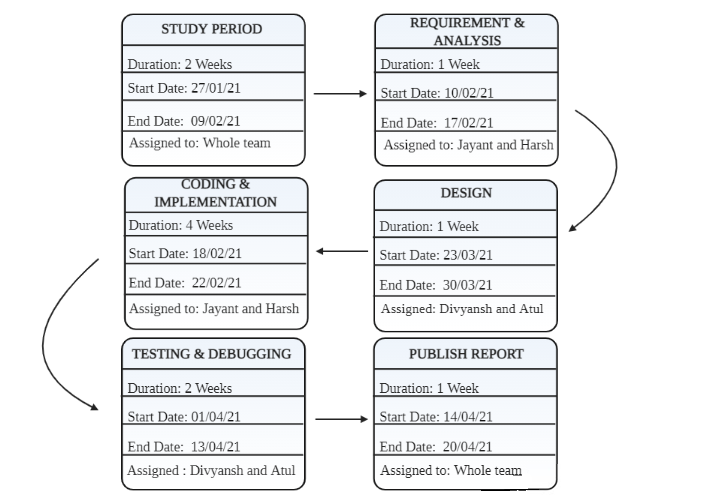 STUDY PERIOD
Duration: 2 Weeks
Start Date: 27/01/21
End Date: 09/02/21
Assigned to: Whole team
REQUIREMENT &
ANALYSIS
Duration: 1 Week
Start Date: 10/02/21
End Date: 17/02/21
Assigned to: Jayant and Harsh
DESIGN
Duration: 1 Week
Start Date: 23/03/21
End Date: 30/03/21
Assigned: Divyansh and Atul
CODING &
IMPLEMENTATION
Duration: 4 Weeks
Start Date: 18/02/21
End Date: 22/02/21
Assigned to: Jayant and Harsh
TESTING & DEBUGGING
Duration: 2 Weeks
Start Date: 01/04/21
End Date: 13/04/21
Assigned : Divyansh and Atul
PUBLISH REPORT
Duration: 1 Week
Start Date: 14/04/21
End Date: 20/04/21
Assigned to: Whole team